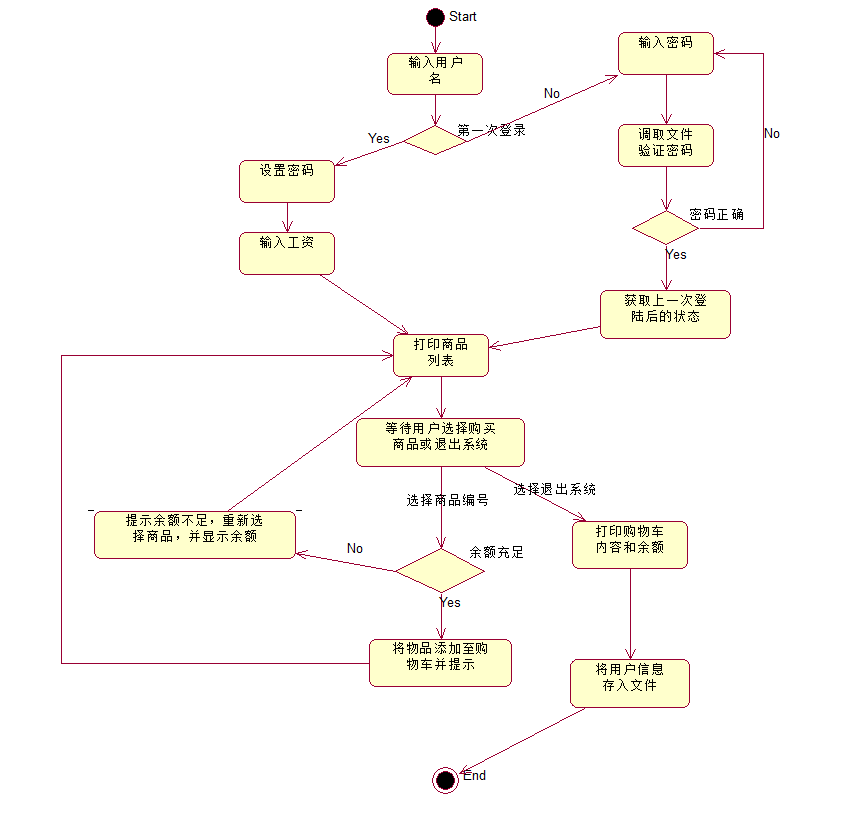 Start
输入用户
名
输入密码
No
第一次登录
Yes
调取文件
验证密码
No
设置密码
密码正确
输入工资
Yes
获取上一次登
陆后的状态
打印商品
列表
等待用户选择购买
商品或退出系统
选择商品编号
选择退出系统
提示余额不足，重新选
择商品，并显示余额
打印购物车
内容和余额
No
余额充足
Yes
将物品添加至购
物车并提示
将用户信息
存入文件
End